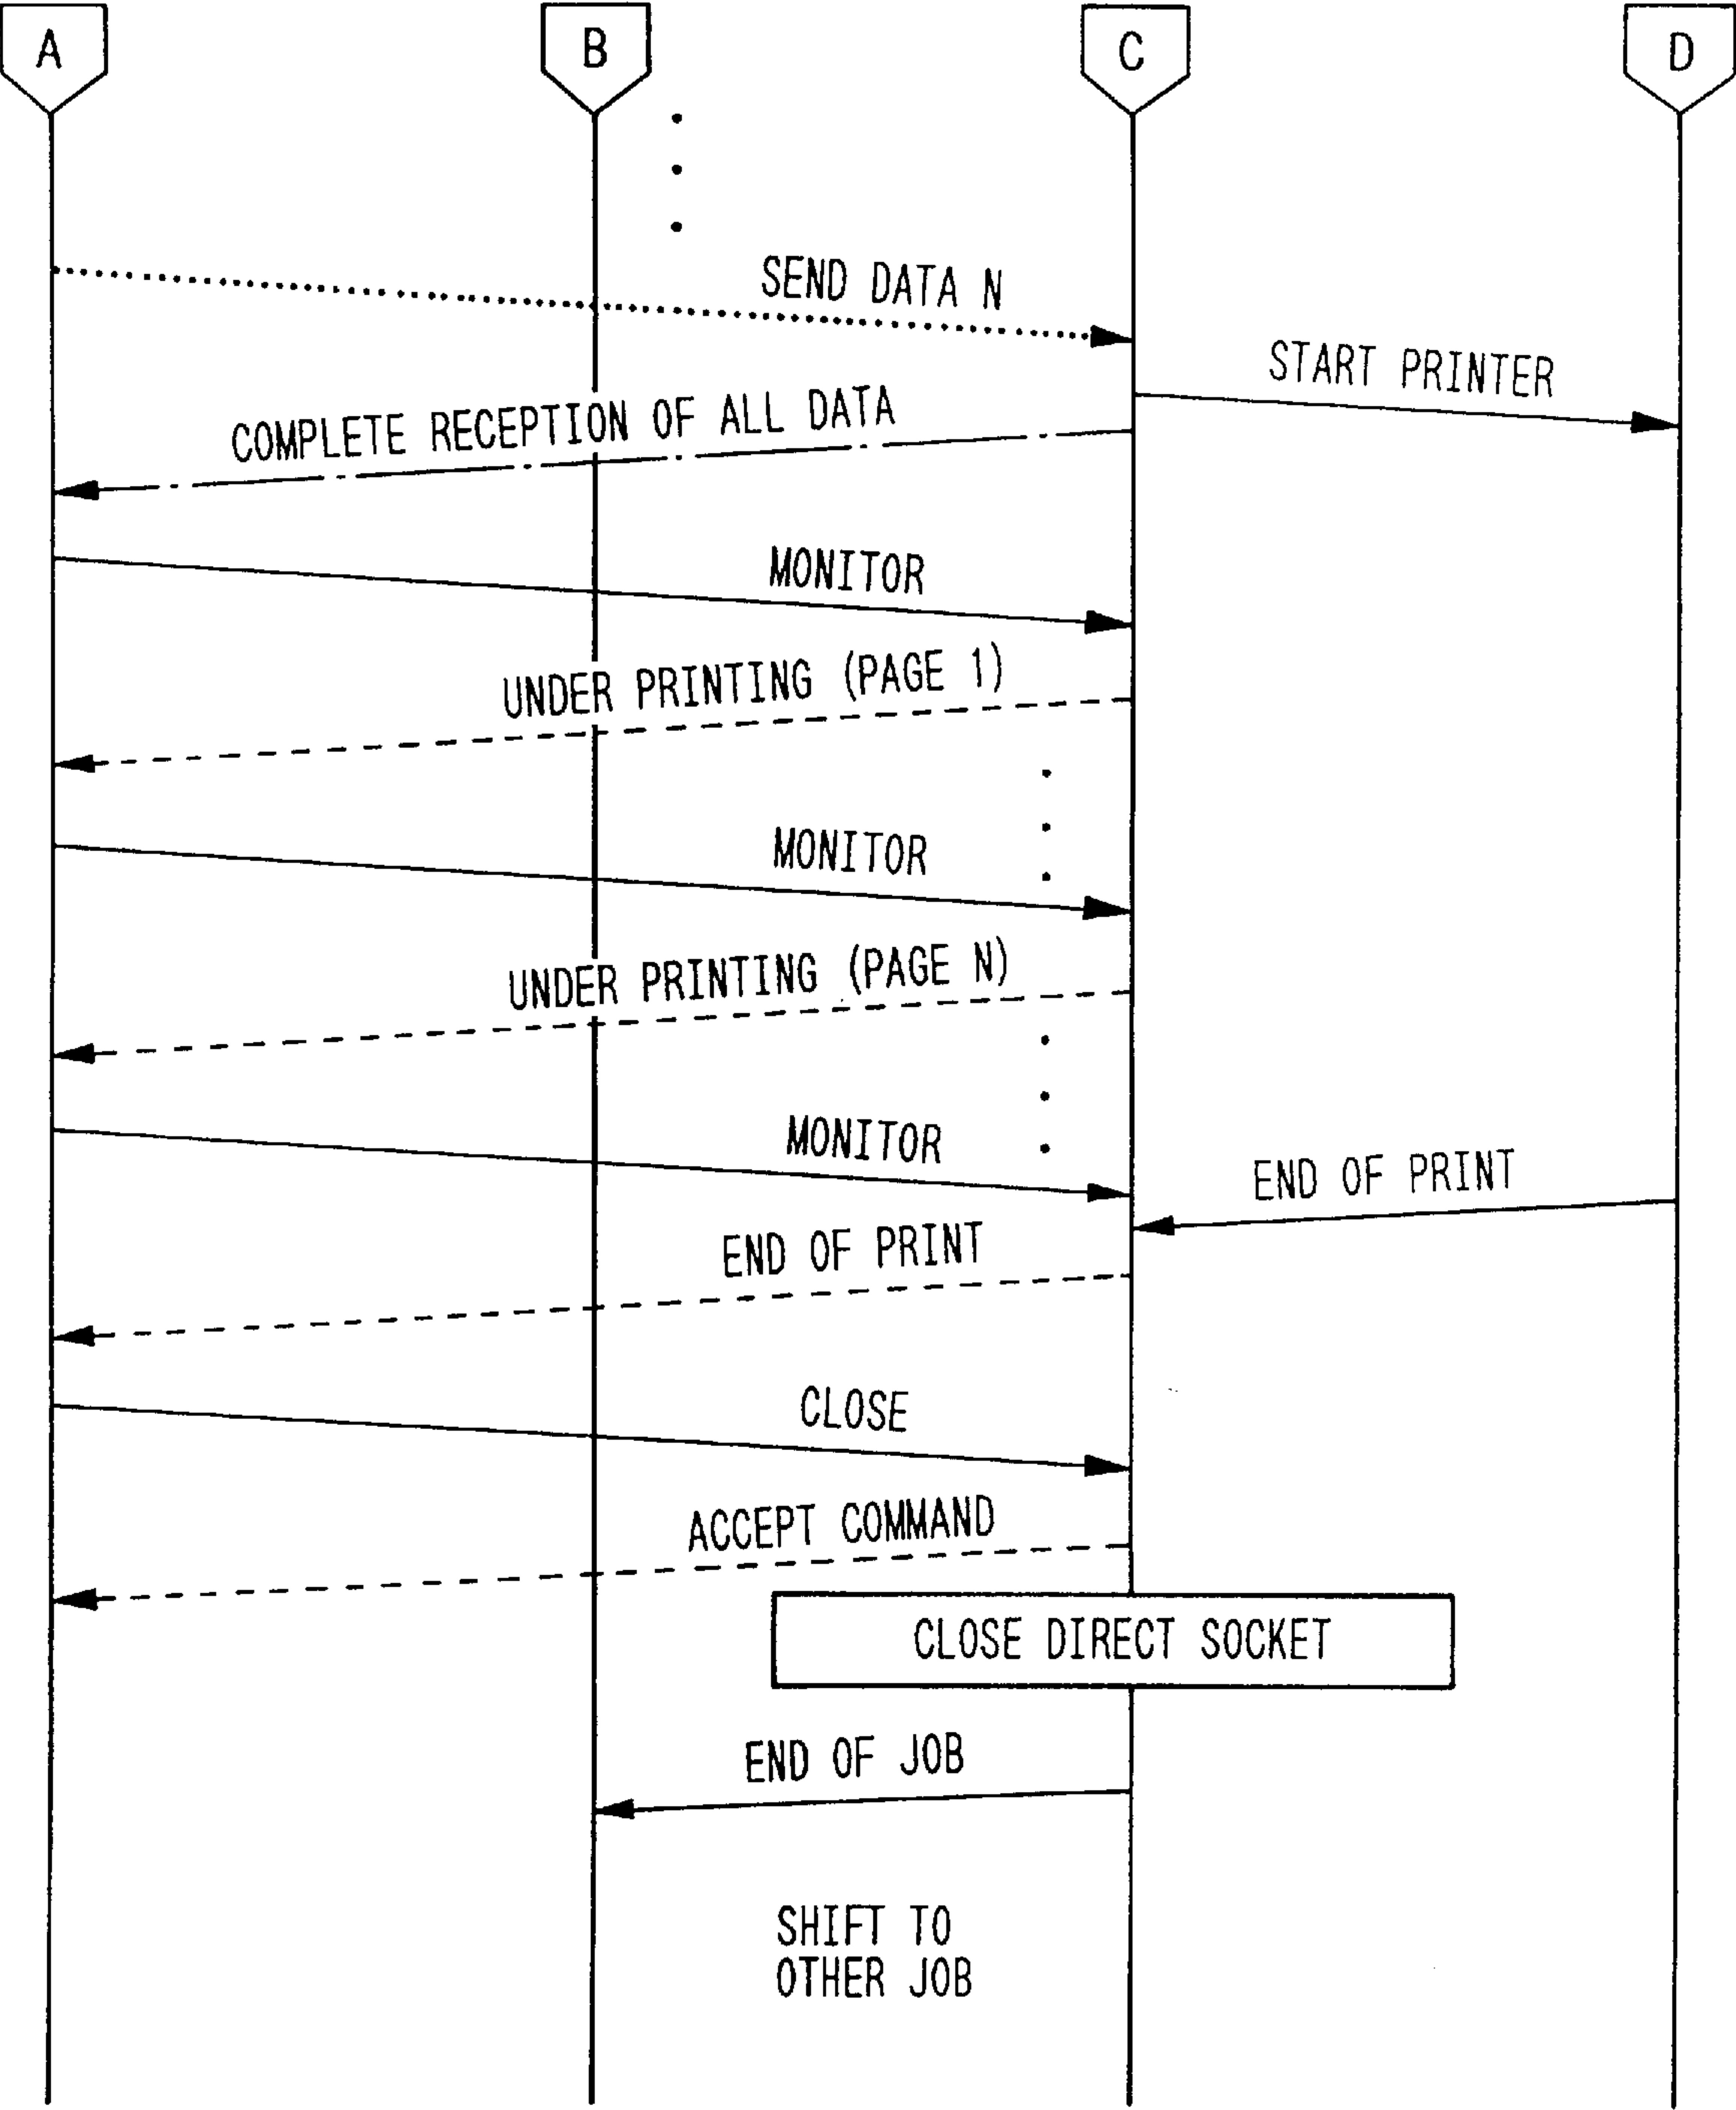 A
B
C
D
SEND DATA N
START PRINTER
COMPLETE RECEPTION OF ALL DATA
MONITOR
UNDER PRINTING (PAGE 1)
MONITOR
UNDER PRINTING (PAGE N)
MONITOR
END OF PRINT
END OF PRINT
CLOSE
ACCEPT COMMAND
CLOSE DIRECT SOCKET
END OF JOB
SHIFT TO
OTHER JOB